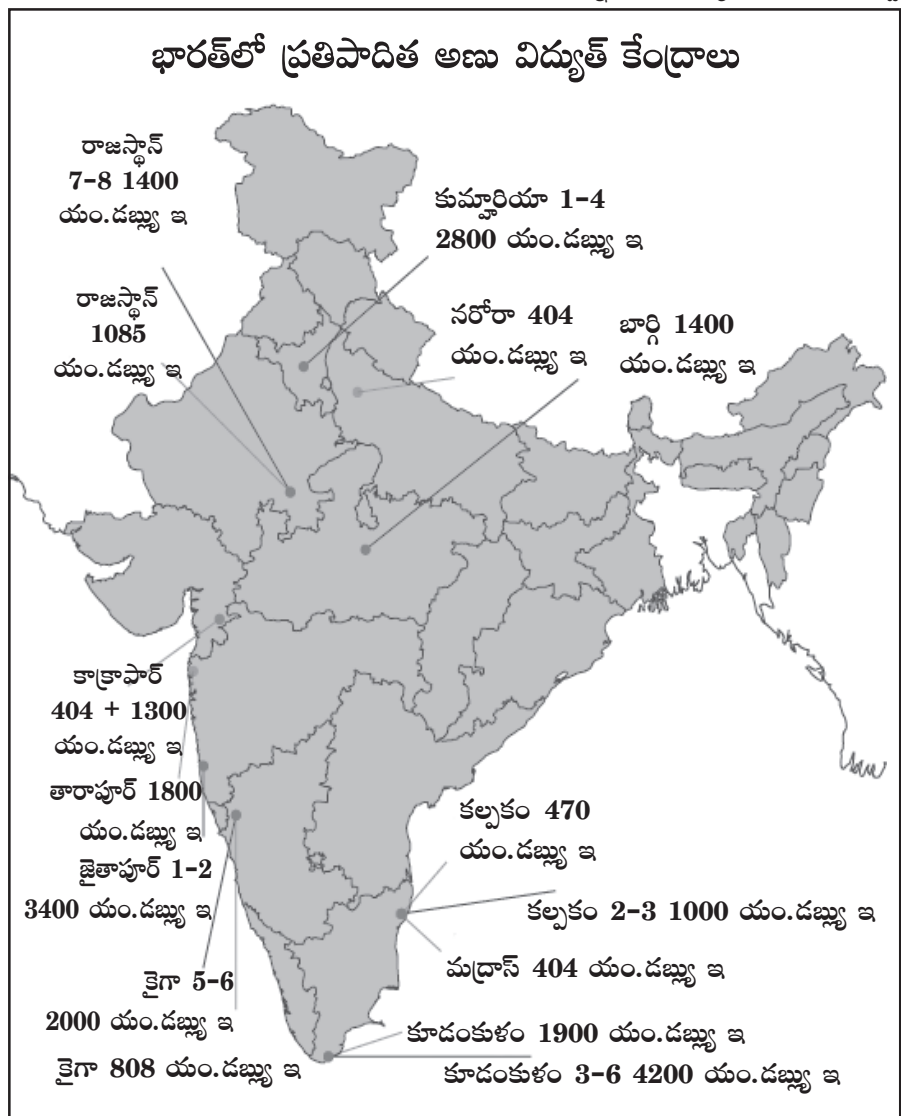 భారత్‌లో ప్రతిపాదిత అణు విద్యుత్ కేంద్రాలు
రాజస్థాన్
7-8 1400
యం.డబ్ల్యు ఇ
కుమ్హారియా 1-4
2800 యం.డబ్ల్యు ఇ
రాజస్థాన్
1085
యం.డబ్ల్యు ఇ
నరోరా 404
యం.డబ్ల్యు ఇ
బార్గి 1400
యం.డబ్ల్యు ఇ
కాక్రాపార్
404 + 1300
యం.డబ్ల్యు ఇ
తారాపూర్ 1800
యం.డబ్ల్యు ఇ
జైతాపూర్ 1-2
3400 యం.డబ్ల్యు ఇ
కైగా 5-6
2000 యం.డబ్ల్యు ఇ
కైగా 808 యం.డబ్ల్యు ఇ
కల్పకం 470
యం.డబ్ల్యు ఇ
కల్పకం 2-3 1000 యం.డబ్ల్యు ఇ
మద్రాస్ 404 యం.డబ్ల్యు ఇ
కూడంకుళం 1900 యం.డబ్ల్యు ఇ
కూడంకుళం 3-6 4200 యం.డబ్ల్యు ఇ